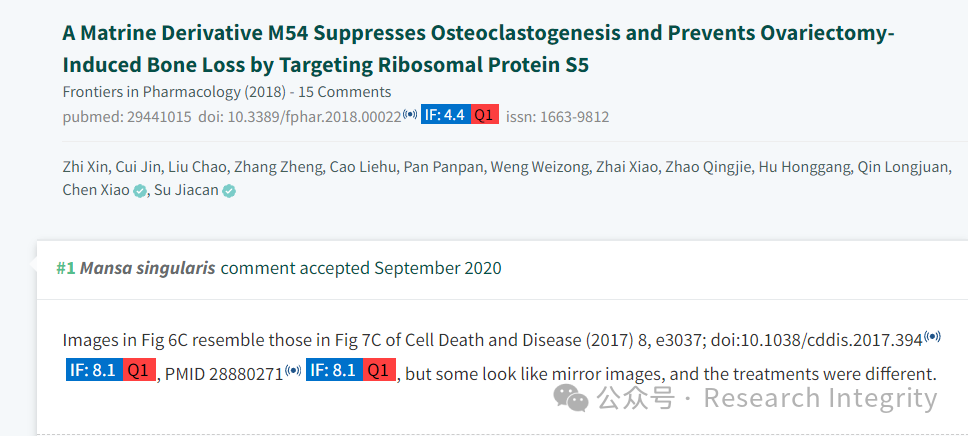 A Matrine Derivative M54 Suppresses Osteoclastogenesis and Prevents Ovariectomy-
Induced Bone Loss by Targeting Ribosomal Protein S5
Frontiers in Pharmacology (2018) - 15 Comments
pubmed: 29441015 doi: 10.3389/fphar.2018.00022 IF: 4.4 Q1 issn: 1663-9812
Zhi Xin, Cui Jin, Liu Chao, Zhang Zheng, Cao Liehu, Pan Panpan, Weng Weizong, Zhai Xiao, Zhao Qingjie, Hu Honggang, Qin Longjuan,
Chen Xiao, Su Jiacan
#1 Mansa singularis comment accepted September 2020
Images in Fig 6C resemble those in Fig 7C of Cell Death and Disease (2017) 8, e3037; doi:10.1038/cddis.2017.394
IF: 8.1 Q1, PMID 28880271 IF: 8.1 Q1, but some look like mirror images, and the treatments were different.
公众号 · Research Integrity